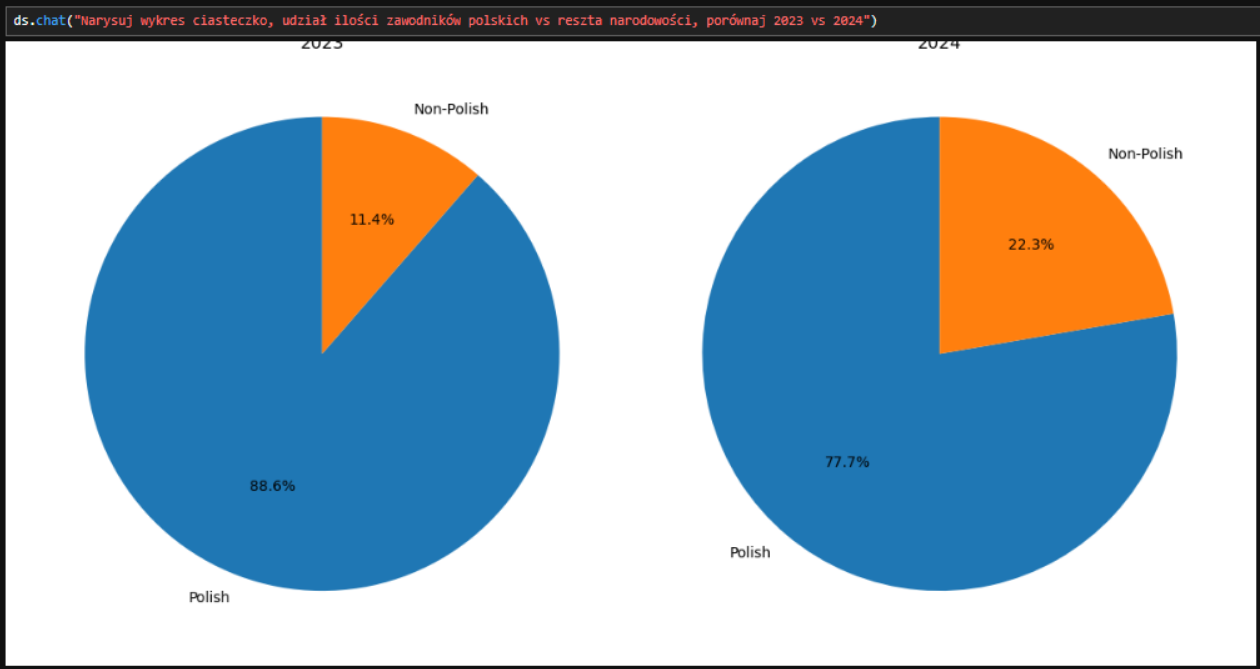 ds.chat("Narysuj wykres ciasteczko, udział ilości zawodników polskich vs reszta narodowości, porównaj 2023 vs 2024")
2023
2024
Non-Polish
11.4%
88.6%
Polish
Non-Polish
22.3%
77.7%
Polish